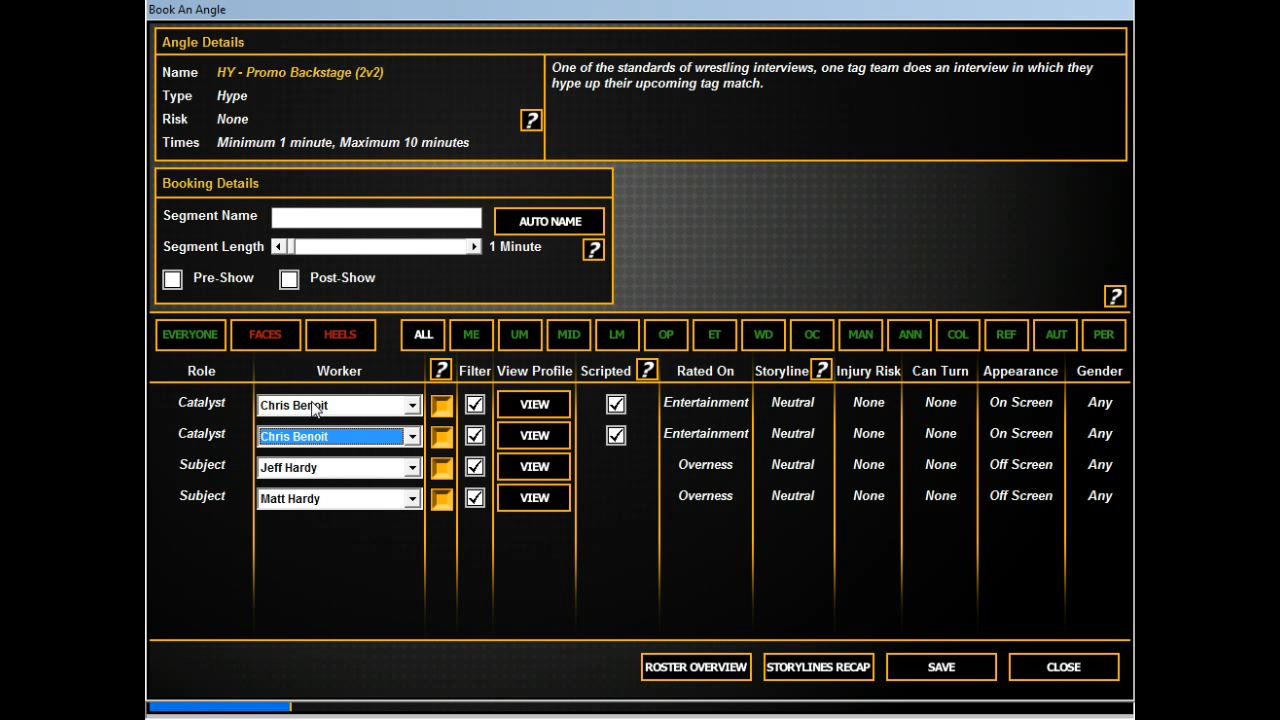 Book An Angle
Angle Details
Name HY - Promo Backstage (2v2)
Type Hype
Risk None
Times Minimum 1 minute, Maximum 10 minutes
?
One of the standards of wrestling interviews, one tag team does an interview in which they
hype up their upcoming tag match.
Booking Details
Segment Name AUTO NAME
Segment Length 1 Minute ?
Pre-Show Post-Show
?
EVERYONE FACES HEELS ALL ME UM MID LM OP ET WD OC MAN ANN COL REF AUT PER
Role Worker ? Filter View Profile Scripted ? Rated On Storyline ? Injury Risk Can Turn Appearance Gender
Catalyst Chris Benoit VIEW Entertainment Neutral None None On Screen Any
Catalyst Chris Benoit VIEW Entertainment Neutral None None On Screen Any
Subject Jeff Hardy VIEW Overness Neutral None None Off Screen Any
Subject Matt Hardy VIEW Overness Neutral None None Off Screen Any
ROSTER OVERVIEW STORYLINES RECAP SAVE CLOSE